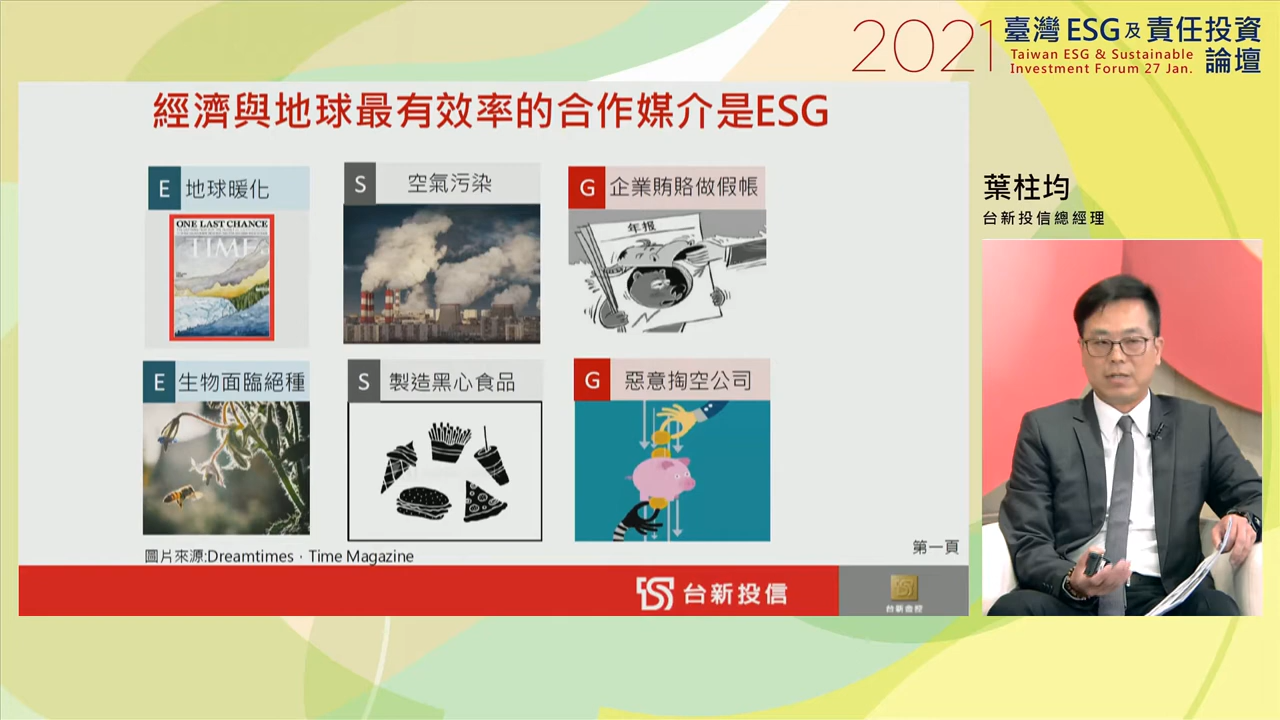 2021
臺灣 ESG 及 責任投資
論壇
Taiwan ESG & Sustainable
Investment Forum 27 Jan.
經濟與地球最有效率的合作媒介是ESG
E 地球暖化
S 空氣污染
G 企業賄賂做假帳
ONE LAST CHANCE
TIME
年报
E 生物面臨絕種
S 製造黑心食品
G 惡意掏空公司
圖片來源:Dreamtimes，Time Magazine
第一頁
台新投信
台新金控
葉柱均
台新投信總經理